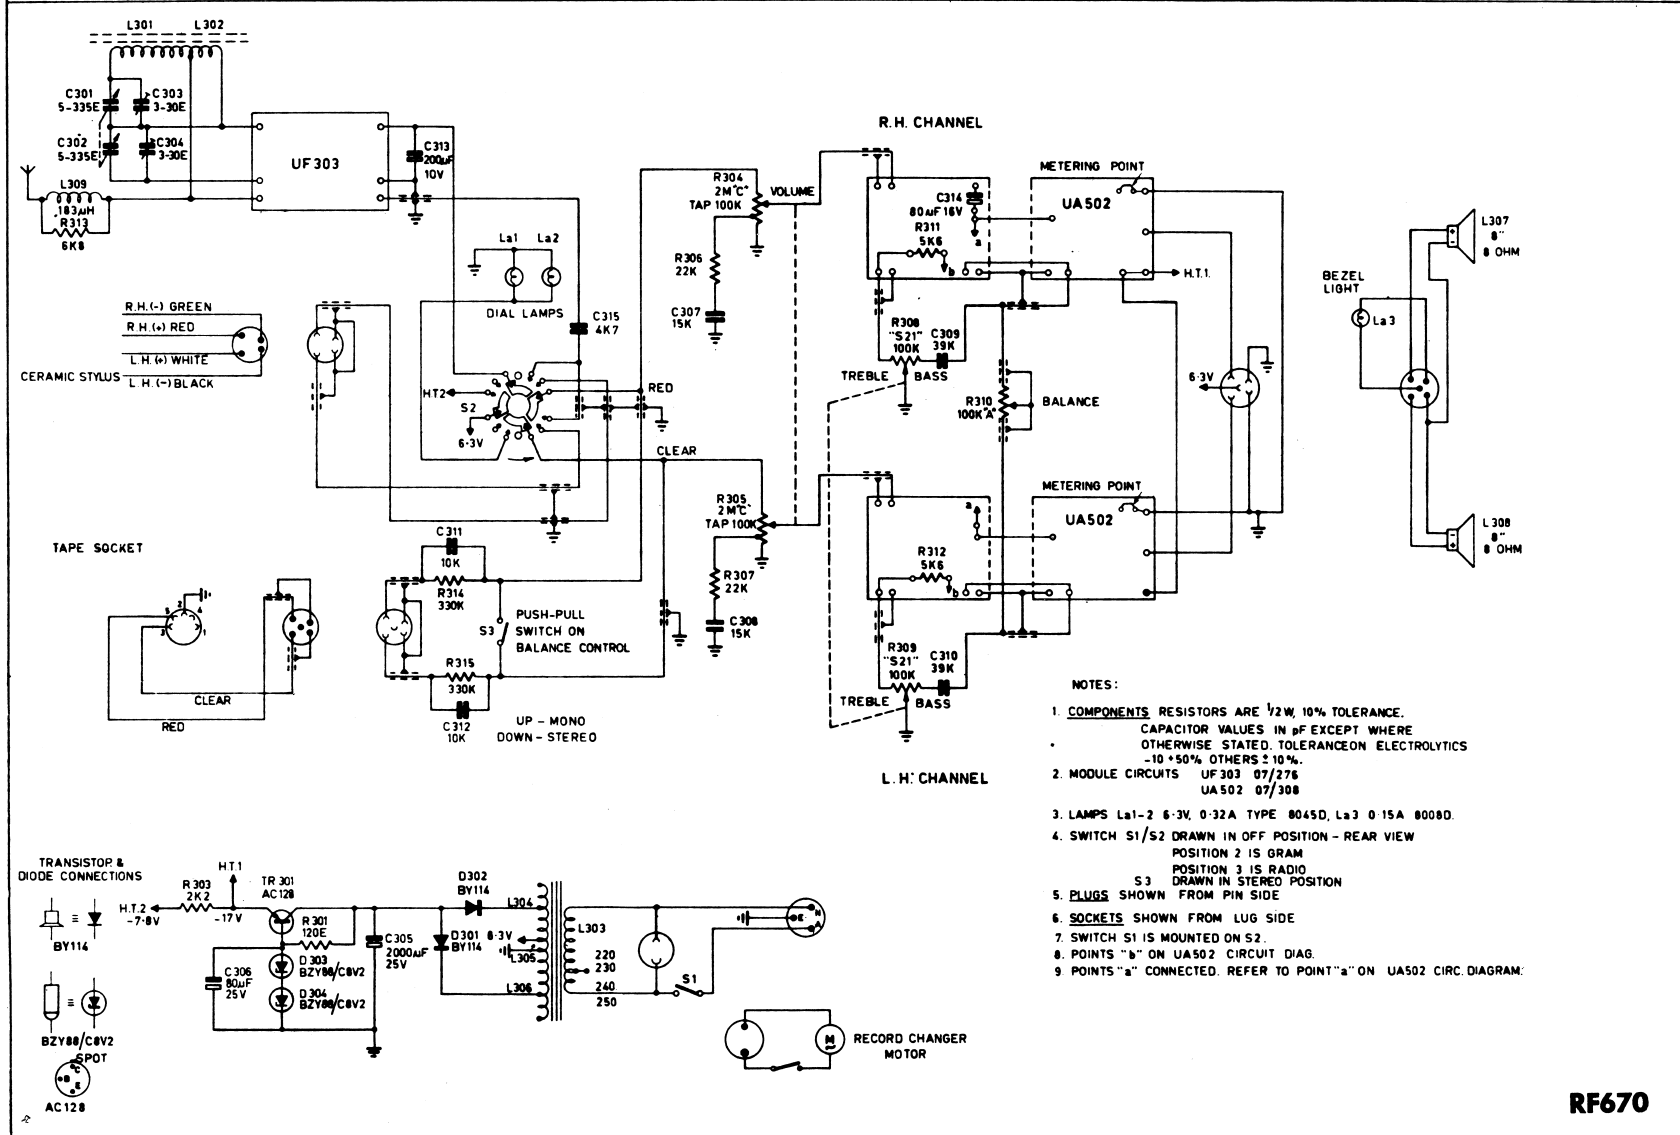 L301 L302
C301
5-335E
C303
3-30E
C302
5-335E
C304
3-30E
UF303
C313
200µF
10V
L309
183µH
R313
6K8
La1 La2
DIAL LAMPS
C315
4K7
R.H.(-) GREEN
R.H.(+) RED
L.H.(+) WHITE
L.H.(-) BLACK
CERAMIC STYLUS
H.T.2
S2
6·3V
RED
CLEAR
R304
2M"C"
TAP 100K
VOLUME
R306
22K
C307
15K
R305
2M"C"
TAP 100K
R307
22K
C308
15K
R.H. CHANNEL
C314
80µF 16V
a
R311
5K6
b
METERING POINT
UA502
H.T.1.
R308
"S21"
100K
C309
39K
TREBLE BASS
R310
100K"A"
BALANCE
6·3V
METERING POINT
UA502
a
R312
5K6
b
R309
"S21"
100K
C310
39K
TREBLE BASS
L.H. CHANNEL
BEZEL
LIGHT
La3
L307
8"
8 OHM
L308
8"
8 OHM
TAPE SOCKET
5 2 4
3 1
CLEAR
RED
C311
10K
R314
330K
S3
PUSH-PULL
SWITCH ON
BALANCE CONTROL
R315
330K
C312
10K
UP - MONO
DOWN - STEREO
NOTES:
1. COMPONENTS RESISTORS ARE 1/2W, 10% TOLERANCE.
CAPACITOR VALUES IN pF EXCEPT WHERE
OTHERWISE STATED. TOLERANCEON ELECTROLYTICS
-10 +50% OTHERS ±10%.
2. MODULE CIRCUITS UF303 07/276
UA502 07/308
3. LAMPS La1-2 6·3V, 0·32A TYPE 8045D, La3 0·15A 8008D.
4. SWITCH S1/S2 DRAWN IN OFF POSITION - REAR VIEW
POSITION 2 IS GRAM
POSITION 3 IS RADIO
S3 DRAWN IN STEREO POSITION
5. PLUGS SHOWN FROM PIN SIDE
6. SOCKETS SHOWN FROM LUG SIDE
7. SWITCH S1 IS MOUNTED ON S2.
8. POINTS "b" ON UA502 CIRCUIT DIAG.
9. POINTS "a" CONNECTED. REFER TO POINT "a" ON UA502 CIRC. DIAGRAM.
TRANSISTOR &
DIODE CONNECTIONS
BY114
BZY88/C8V2
SPOT
C
B
E
AC128
H.T.2
-7·8V
R303
2K2
H.T.1
-17V
TR301
AC128
R301
120E
D303
BZY88/C8V2
D304
BZY88/C8V2
C306
80µF
25V
C305
2000µF
25V
D302
BY114
D301
BY114
L304
6·3V
L305
L306
L303
220
230
240
250
S1
N
E
A
M
RECORD CHANGER
MOTOR
RF670